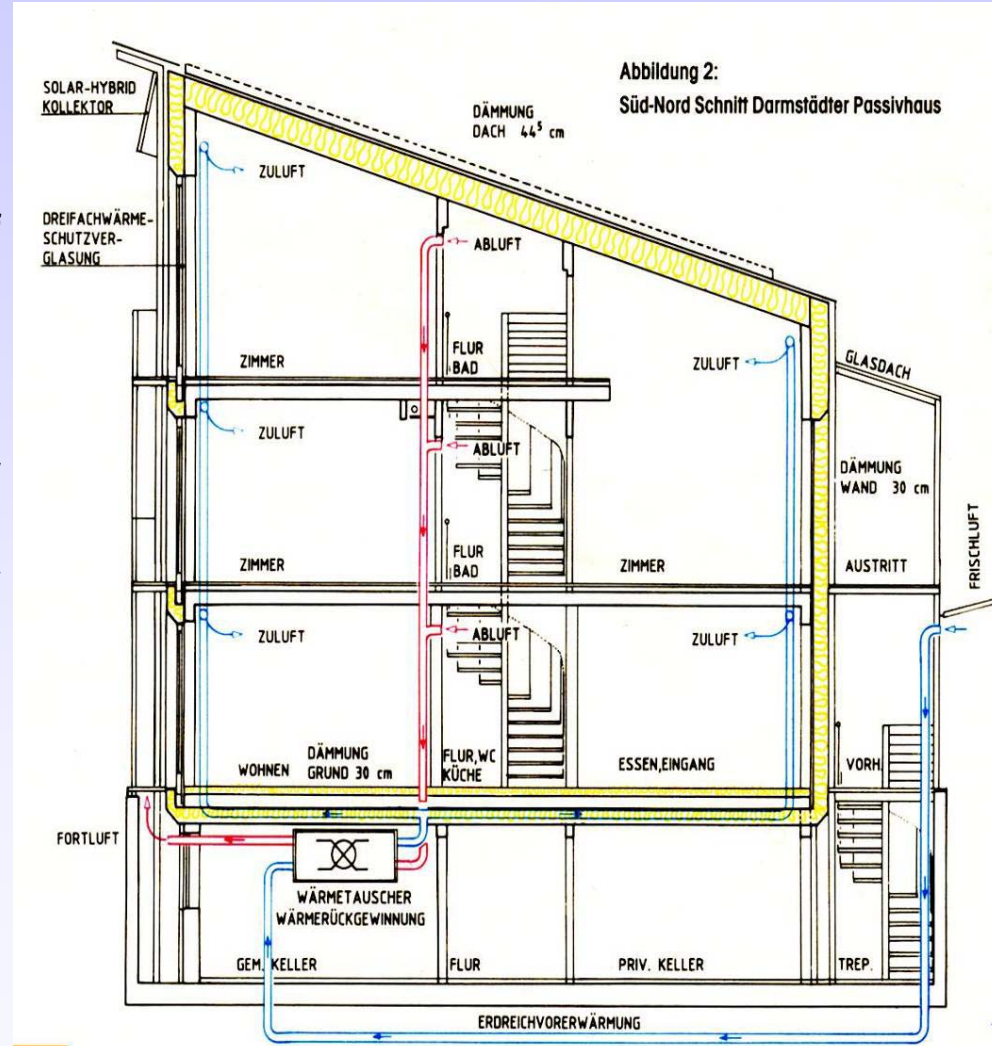 Abbildung 2:
Süd-Nord Schnitt Darmstädter Passivhaus
SOLAR-HYBRID
KOLLEKTOR
DÄMMUNG
DACH 44⁵ cm
ZULUFT
DREIFACHWÄRME-
SCHUTZVER-
GLASUNG
ABLUFT
ZIMMER
FLUR
BAD
ZULUFT
GLASDACH
ZULUFT
ABLUFT
DÄMMUNG
WAND 30 cm
FRISCHLUFT
ZIMMER
FLUR
BAD
ZIMMER
AUSTRITT
ZULUFT
ABLUFT
ZULUFT
WOHNEN
DÄMMUNG
GRUND 30 cm
FLUR,WC
KÜCHE
ESSEN,EINGANG
VORH.
FORTLUFT
WÄRMETAUSCHER
WÄRMERÜCKGEWINNUNG
GEM. KELLER
FLUR
PRIV. KELLER
TREP.
ERDREICHVORERWÄRMUNG